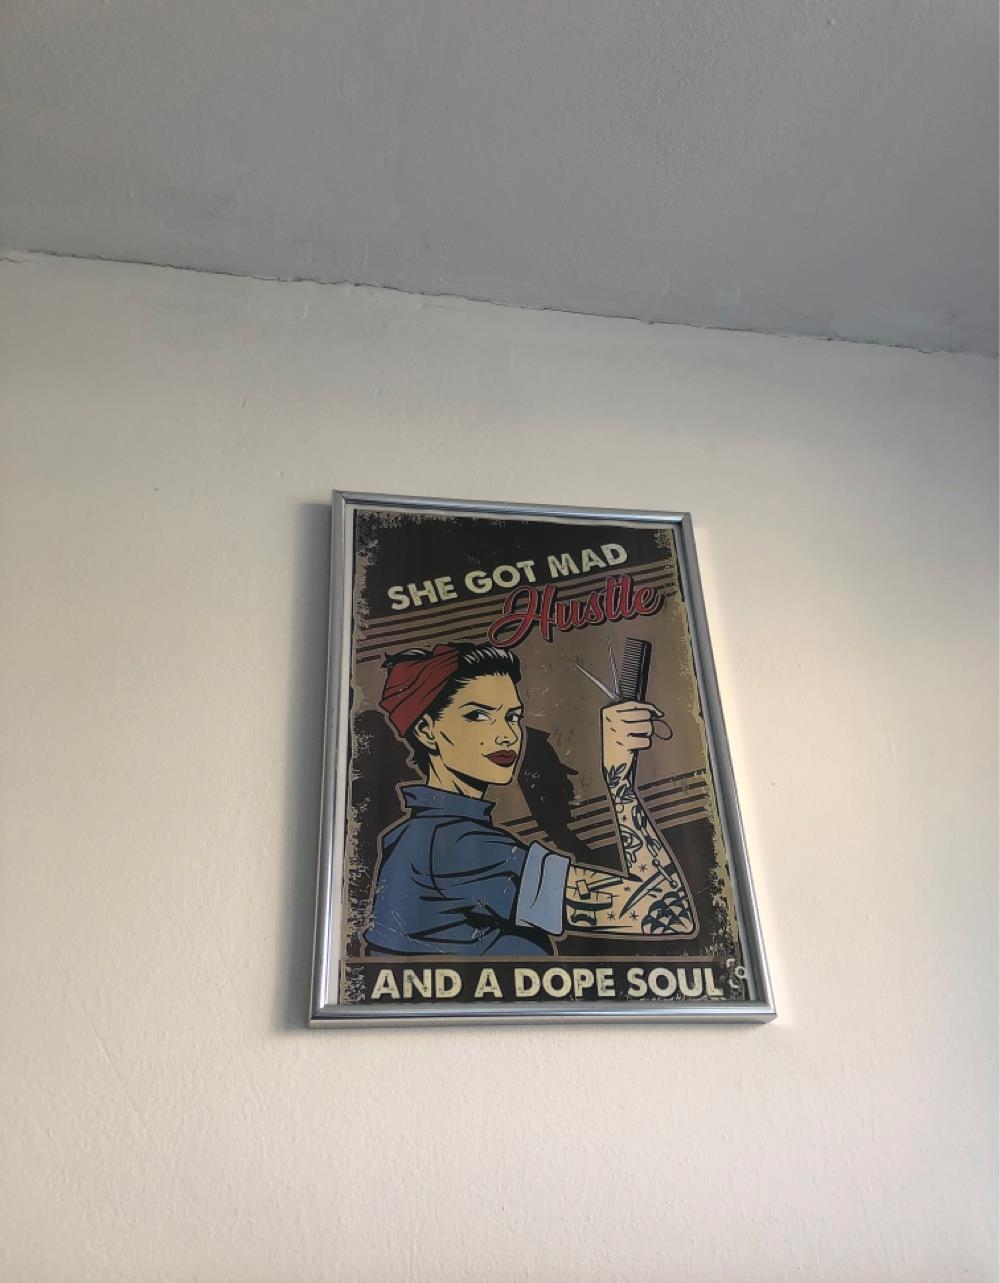 SHE GOT MAD
Hustle
AND A DOPE SOUL